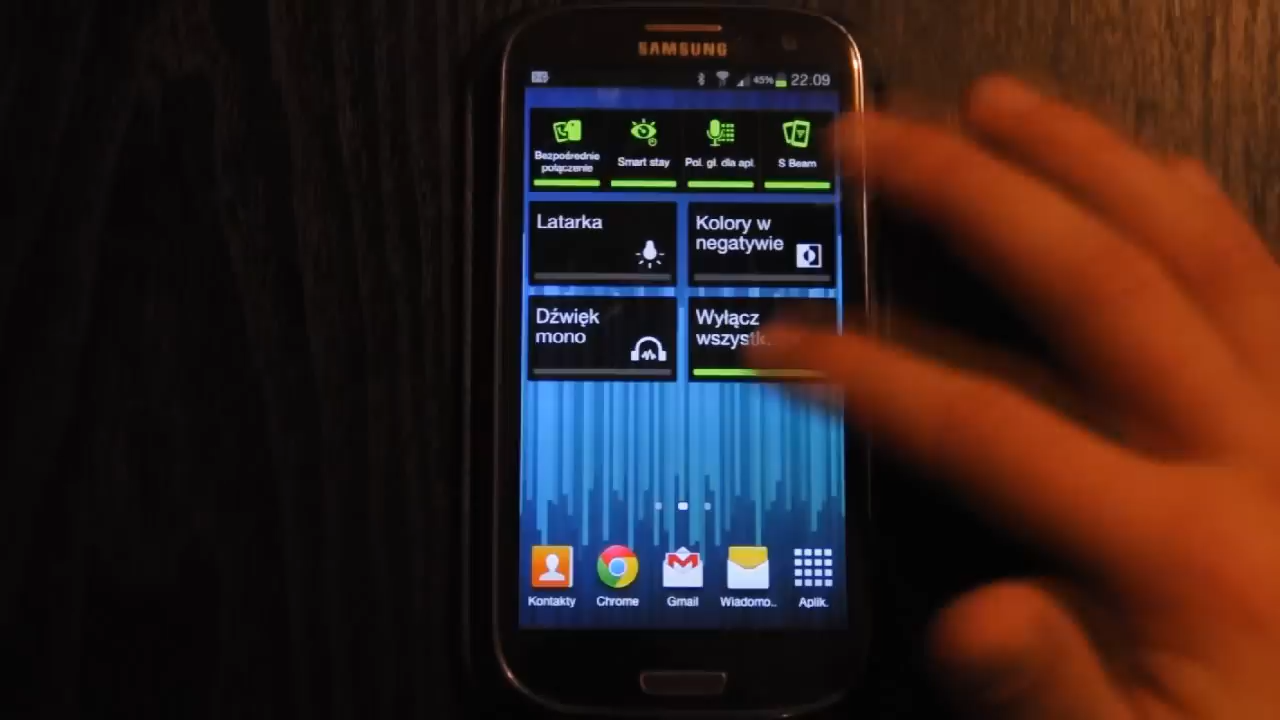 SAMSUNG
45% 22.09
Bezpośrednie
połączenie
Smart stay
Poł. gł. dla apl.
S Beam
Latarka
Kolory w
negatywie
Dźwięk
mono
Wyłącz
Kontakty
Chrome
Gmail
Wiadomo..
Aplik.